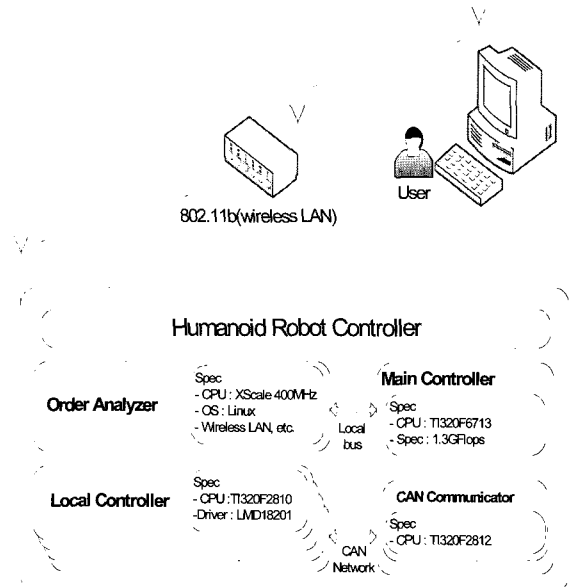 802.11b(wireless LAN)
User
Humanoid Robot Controller
Order Analyzer
Spec
- CPU : XScale 400MHz
- OS : Linux
- Wireless LAN, etc.
Local
bus
Main Controller
Spec
- CPU : TI320F6713
- Spec : 1.3GFlops
Local Controller
Spec
- CPU :TI320F2810
-Driver : LMD18201
CAN
Network
CAN Communicator
Spec
- CPU : TI320F2812